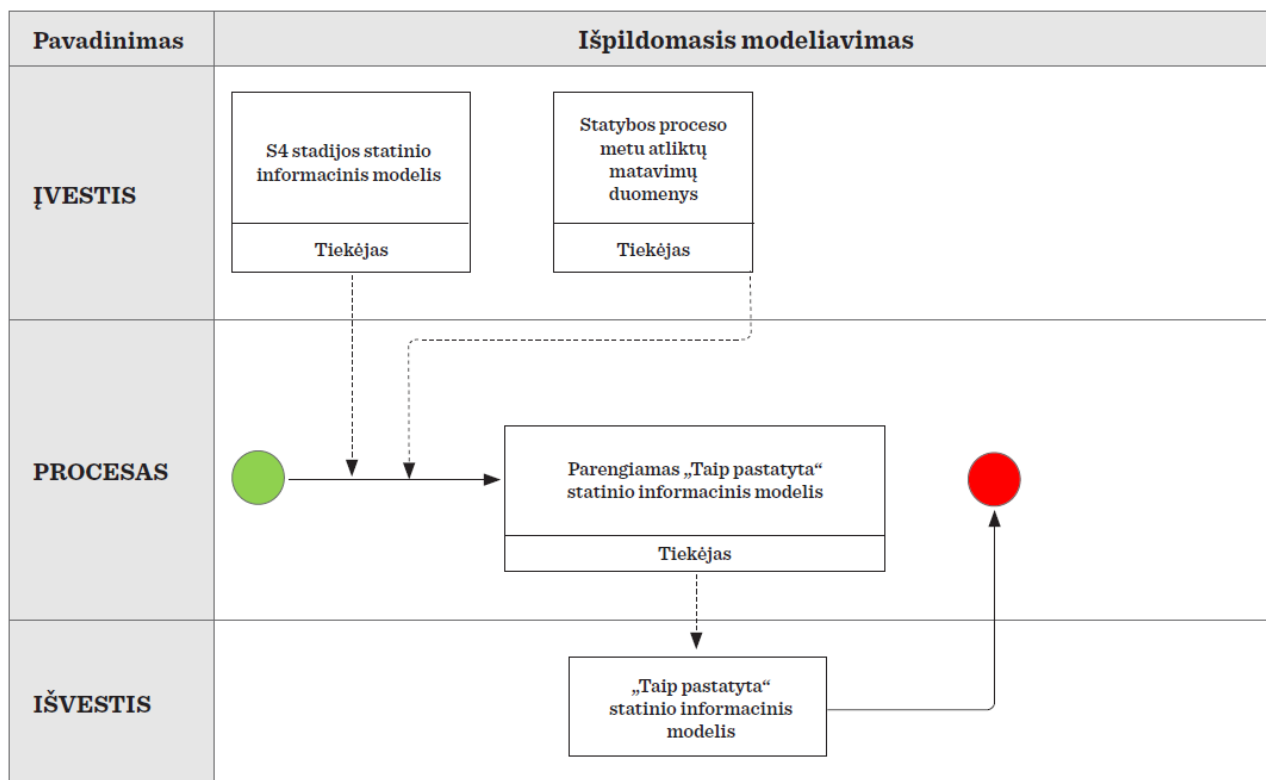 Pavadinimas
Išpildomasis modeliavimas
ĮVESTIS
S4 stadijos statinio
informacinis modelis
Tiekėjas
Statybos proceso
metu atliktų
matavimų
duomenys
Tiekėjas
PROCESAS
Parengiamas „Taip pastatyta“
statinio informacinis modelis
Tiekėjas
IŠVESTIS
„Taip pastatyta“
statinio informacinis
modelis